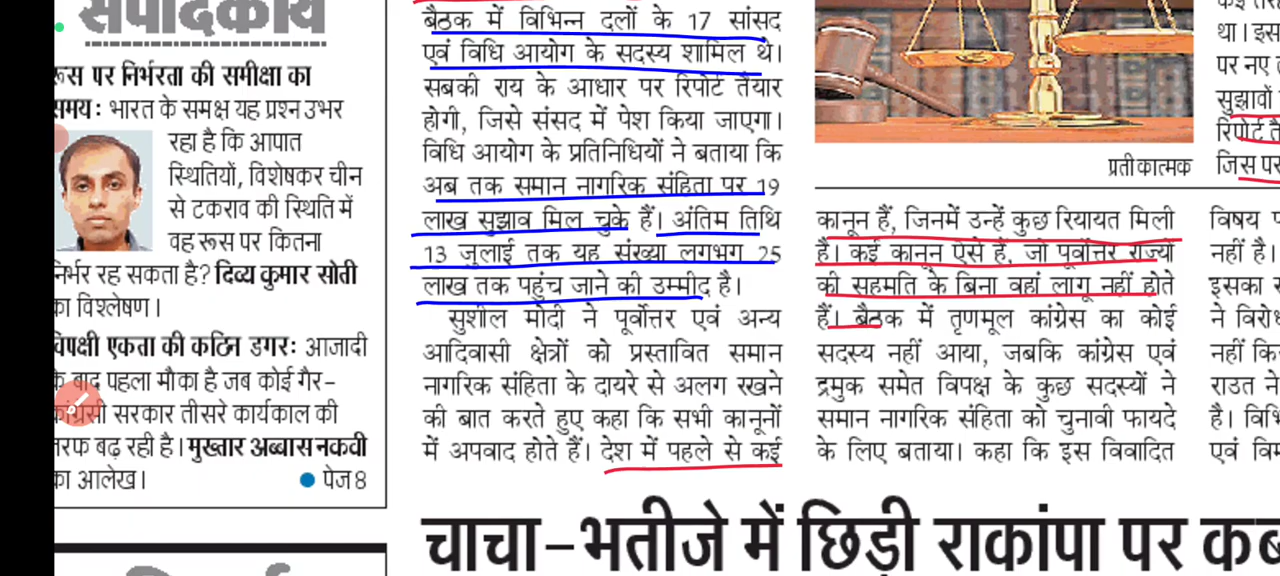 संपादकीय
रूस पर निर्भरता की समीक्षा का
समय: भारत के समक्ष यह प्रश्न उभर
रहा है कि आपात
स्थितियों, विशेषकर चीन
से टकराव की स्थिति में
वह रूस पर कितना
निर्भर रह सकता है? दिव्य कुमार सोती
का विश्लेषण।
विपक्षी एकता की कठिन डगर: आजादी
के बाद पहला मौका है जब कोई गैर-
कांग्रेसी सरकार तीसरे कार्यकाल की
तरफ बढ़ रही है। मुख्तार अब्बास नकवी
का आलेख।
पेज 8
बैठक में विभिन्न दलों के 17 सांसद
एवं विधि आयोग के सदस्य शामिल थे।
सबकी राय के आधार पर रिपोर्ट तैयार
होगी, जिसे संसद में पेश किया जाएगा।
विधि आयोग के प्रतिनिधियों ने बताया कि
अब तक समान नागरिक संहिता पर 19
लाख सुझाव मिल चुके हैं। अंतिम तिथि
13 जुलाई तक यह संख्या लगभग 25
लाख तक पहुंच जाने की उम्मीद है।
सुशील मोदी ने पूर्वोत्तर एवं अन्य
आदिवासी क्षेत्रों को प्रस्तावित समान
नागरिक संहिता के दायरे से अलग रखने
की बात करते हुए कहा कि सभी कानूनों
में अपवाद होते हैं। देश में पहले से कई
प्रतीकात्मक
कानून हैं, जिनमें उन्हें कुछ रियायत मिली
है। कई कानून ऐसे हैं, जो पूर्वोत्तर राज्यों
की सहमति के बिना वहां लागू नहीं होते
हैं। बैठक में तृणमूल कांग्रेस का कोई
सदस्य नहीं आया, जबकि कांग्रेस एवं
द्रमुक समेत विपक्ष के कुछ सदस्यों ने
समान नागरिक संहिता को चुनावी फायदे
के लिए बताया। कहा कि इस विवादित
था। इस
पर नए
सुझावों
रिपोर्ट
जिस पर
विषय
नहीं है।
इसका
ने विरो
नहीं कि
राउत ने
है। विधि
एवं विम
चाचा-भतीजे में छिड़ी राकांपा पर कब